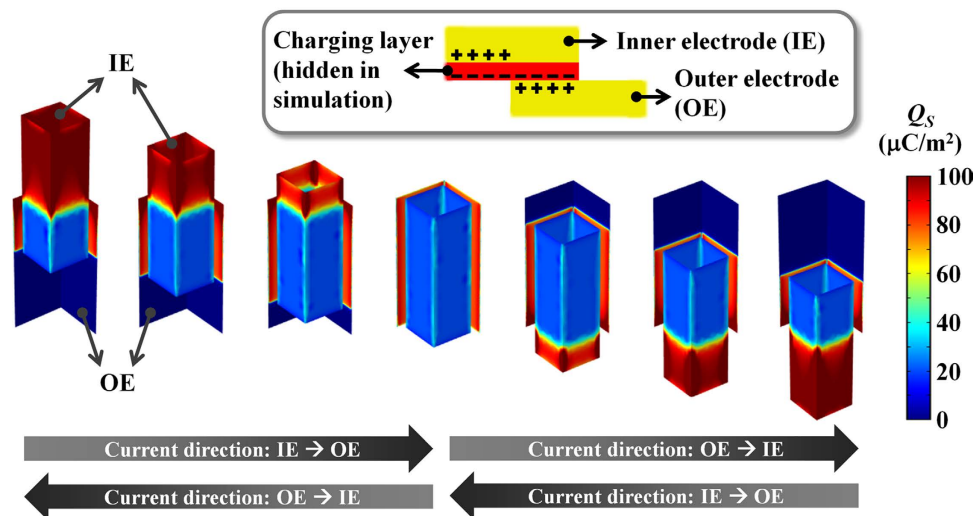 IE
Charging layer
(hidden in
simulation)
++++
Inner electrode (IE)
Outer electrode
(OE)
++++
Q_S
(μC/m²)
100
80
60
40
20
0
OE
Current direction: IE → OE
Current direction: OE → IE
Current direction: OE → IE
Current direction: IE → OE